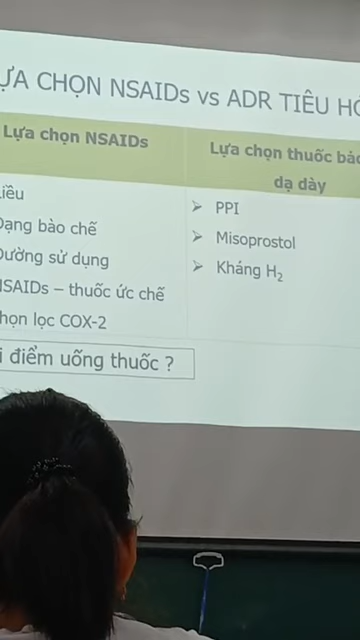 ỰA CHỌN NSAIDs vs ADR TIÊU HÓ
Lựa chọn NSAIDs
Lựa chọn thuốc bảo
dạ dày
iều
Dạng bào chế
Đường sử dụng
NSAIDs – thuốc ức chế
họn lọc COX-2
➢ PPI
➢ Misoprostol
➢ Kháng H₂
i điểm uống thuốc ?